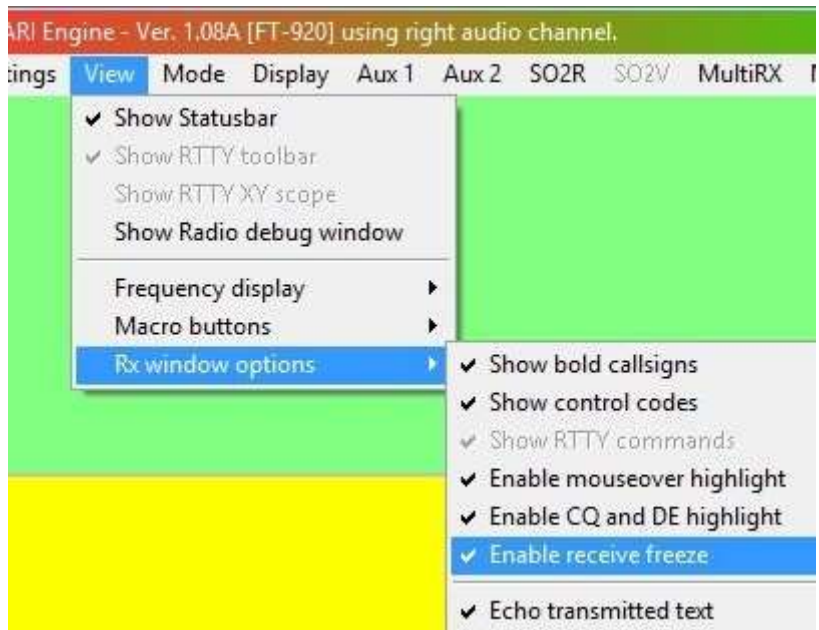 ARI Engine - Ver. 1.08A [FT-920] using right audio channel.
tings View Mode Display Aux 1 Aux 2 SO2R SO2V MultiRX
Show Statusbar
Show RTTY toolbar
Show RTTY XY scope
Show Radio debug window
Frequency display
Macro buttons
Rx window options
Show bold callsigns
Show control codes
Show RTTY commands
Enable mouseover highlight
Enable CQ and DE highlight
Enable receive freeze
Echo transmitted text